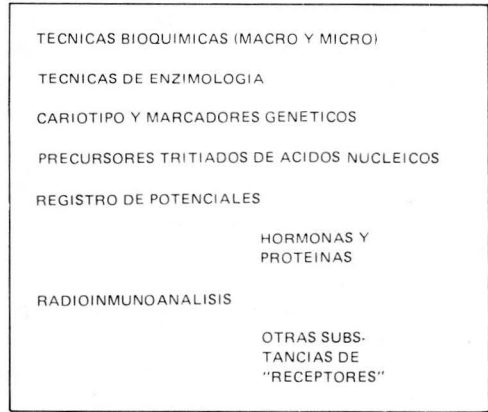 TECNICAS BIOQUIMICAS (MACRO Y MICRO)
TECNICAS DE ENZIMOLOGIA
CARIOTIPO Y MARCADORES GENETICOS
PRECURSORES TRITIADOS DE ACIDOS NUCLEICOS
REGISTRO DE POTENCIALES
HORMONAS Y
PROTEINAS
RADIOINMUNOANALISIS
OTRAS SUBS-
TANCIAS DE
"RECEPTORES"